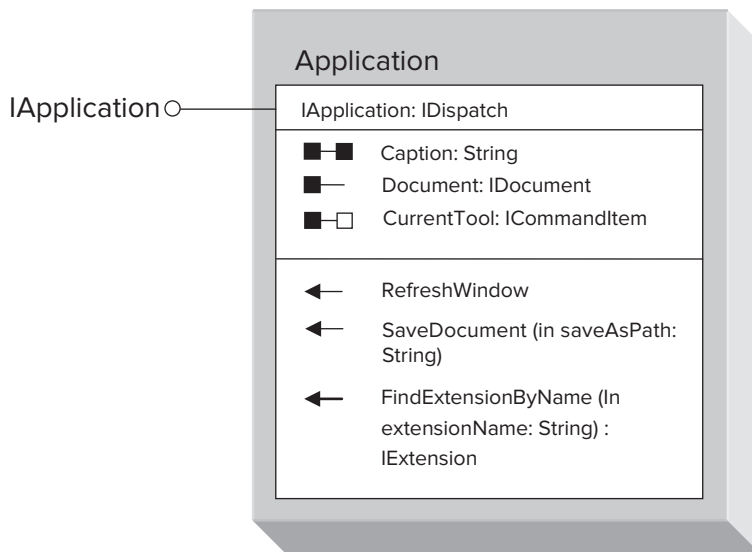 Application
IApplication
IApplication: IDispatch
Caption: String
Document: IDocument
CurrentTool: ICommandItem
RefreshWindow
SaveDocument (in saveAsPath:
String)
FindExtensionByName (In
extensionName: String) :
IExtension